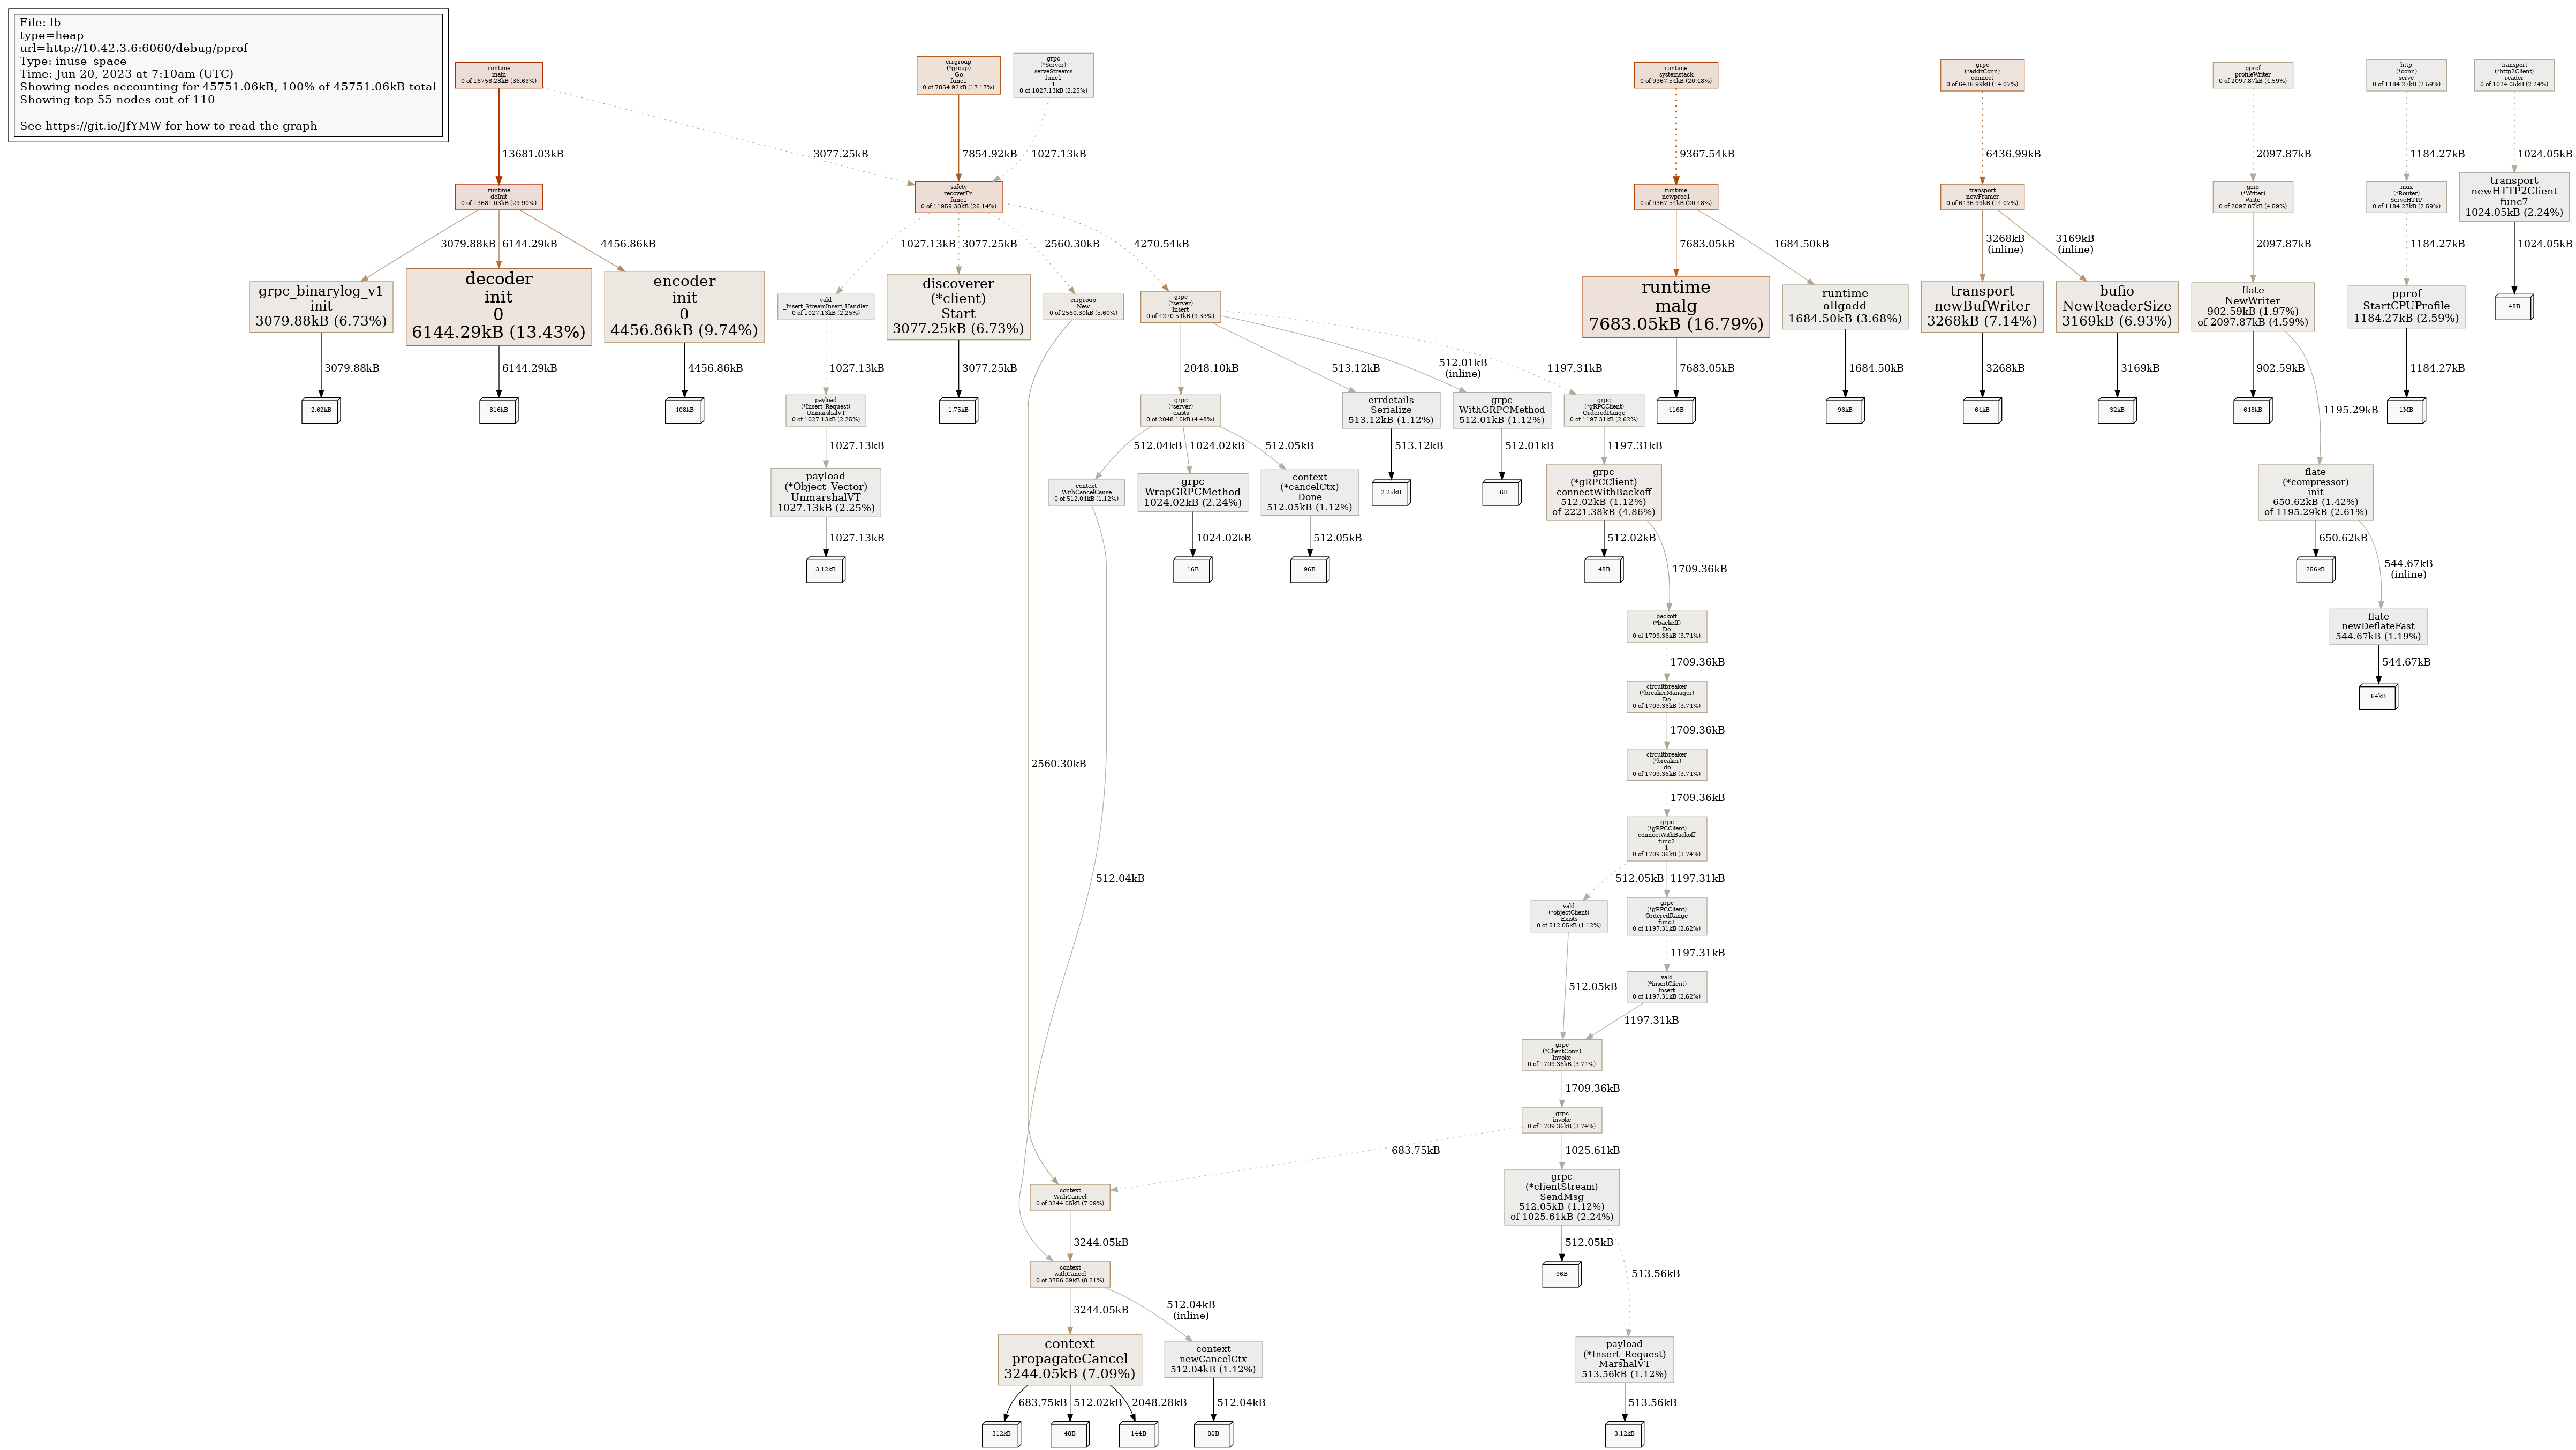 File: lb
type=heap
url=http://10.42.3.6:6060/debug/pprof
Type: inuse_space
Time: Jun 20, 2023 at 7:10am (UTC)
Showing nodes accounting for 45751.06kB, 100% of 45751.06kB total
Showing top 55 nodes out of 110
See https://git.io/JfYMW for how to read the graph
runtime
main
0 of 16758.28kB (36.63%)
errgroup
(*group)
Go
func1
0 of 7854.92kB (17.17%)
grpc
(*Server)
serveStreams
func1
1
0 of 1027.13kB (2.25%)
runtime
systemstack
0 of 9367.54kB (20.48%)
grpc
(*addrConn)
connect
0 of 6436.99kB (14.07%)
pprof
profileWriter
0 of 2097.87kB (4.59%)
http
(*conn)
serve
0 of 1184.27kB (2.59%)
transport
(*http2Client)
reader
0 of 1024.05kB (2.24%)
13681.03kB
3077.25kB
7854.92kB
1027.13kB
9367.54kB
6436.99kB
2097.87kB
1184.27kB
1024.05kB
runtime
doInit
0 of 13681.03kB (29.90%)
safety
recoverFn
func1
0 of 11959.30kB (26.14%)
runtime
newproc1
0 of 9367.54kB (20.48%)
transport
newFramer
0 of 6436.99kB (14.07%)
gzip
(*Writer)
Write
0 of 2097.87kB (4.59%)
mux
(*Router)
ServeHTTP
0 of 1184.27kB (2.59%)
transport
newHTTP2Client
func7
1024.05kB (2.24%)
3079.88kB
6144.29kB
4456.86kB
1027.13kB
3077.25kB
2560.30kB
4270.54kB
7683.05kB
1684.50kB
3268kB
(inline)
3169kB
(inline)
2097.87kB
1184.27kB
1024.05kB
grpc_binarylog_v1
init
3079.88kB (6.73%)
decoder
init
0
6144.29kB (13.43%)
encoder
init
0
4456.86kB (9.74%)
vald
_Insert_StreamInsert_Handler
0 of 1027.13kB (2.25%)
discoverer
(*client)
Start
3077.25kB (6.73%)
errgroup
New
0 of 2560.30kB (5.60%)
grpc
(*server)
Insert
0 of 4270.54kB (9.33%)
runtime
malg
7683.05kB (16.79%)
runtime
allgadd
1684.50kB (3.68%)
transport
newBufWriter
3268kB (7.14%)
bufio
NewReaderSize
3169kB (6.93%)
flate
NewWriter
902.59kB (1.97%)
of 2097.87kB (4.59%)
pprof
StartCPUProfile
1184.27kB (2.59%)
48B
3079.88kB
6144.29kB
4456.86kB
1027.13kB
3077.25kB
2048.10kB
513.12kB
512.01kB
(inline)
1197.31kB
7683.05kB
1684.50kB
3268kB
3169kB
902.59kB
1195.29kB
1184.27kB
2.62kB
816kB
408kB
payload
(*Insert_Request)
UnmarshalVT
0 of 1027.13kB (2.25%)
1.75kB
grpc
(*server)
exists
0 of 2048.10kB (4.48%)
errdetails
Serialize
513.12kB (1.12%)
grpc
WithGRPCMethod
512.01kB (1.12%)
grpc
(*gRPCClient)
OrderedRange
0 of 1197.31kB (2.62%)
416B
96kB
64kB
32kB
648kB
1MB
1027.13kB
512.04kB
1024.02kB
512.05kB
513.12kB
512.01kB
1197.31kB
payload
(*Object_Vector)
UnmarshalVT
1027.13kB (2.25%)
context
WithCancelCause
0 of 512.04kB (1.12%)
grpc
WrapGRPCMethod
1024.02kB (2.24%)
context
(*cancelCtx)
Done
512.05kB (1.12%)
2.25kB
16B
grpc
(*gRPCClient)
connectWithBackoff
512.02kB (1.12%)
of 2221.38kB (4.86%)
flate
(*compressor)
init
650.62kB (1.42%)
of 1195.29kB (2.61%)
1027.13kB
1024.02kB
512.05kB
512.02kB
1709.36kB
650.62kB
544.67kB
(inline)
3.12kB
16B
96B
48B
256kB
backoff
(*backoff)
Do
0 of 1709.36kB (3.74%)
flate
newDeflateFast
544.67kB (1.19%)
1709.36kB
544.67kB
circuitbreaker
(*breakerManager)
Do
0 of 1709.36kB (3.74%)
64kB
1709.36kB
2560.30kB
circuitbreaker
(*breaker)
do
0 of 1709.36kB (3.74%)
1709.36kB
grpc
(*gRPCClient)
connectWithBackoff
func2
1
0 of 1709.36kB (3.74%)
512.04kB
512.05kB
1197.31kB
vald
(*objectClient)
Exists
0 of 512.05kB (1.12%)
grpc
(*gRPCClient)
OrderedRange
func3
0 of 1197.31kB (2.62%)
1197.31kB
512.05kB
vald
(*insertClient)
Insert
0 of 1197.31kB (2.62%)
1197.31kB
grpc
(*ClientConn)
Invoke
0 of 1709.36kB (3.74%)
1709.36kB
grpc
invoke
0 of 1709.36kB (3.74%)
683.75kB
1025.61kB
context
WithCancel
0 of 3244.05kB (7.09%)
grpc
(*clientStream)
SendMsg
512.05kB (1.12%)
of 1025.61kB (2.24%)
3244.05kB
512.05kB
513.56kB
context
withCancel
0 of 3756.09kB (8.21%)
96B
3244.05kB
512.04kB
(inline)
context
propagateCancel
3244.05kB (7.09%)
context
newCancelCtx
512.04kB (1.12%)
payload
(*Insert_Request)
MarshalVT
513.56kB (1.12%)
683.75kB
512.02kB
2048.28kB
512.04kB
513.56kB
312kB
48B
144B
80B
3.12kB